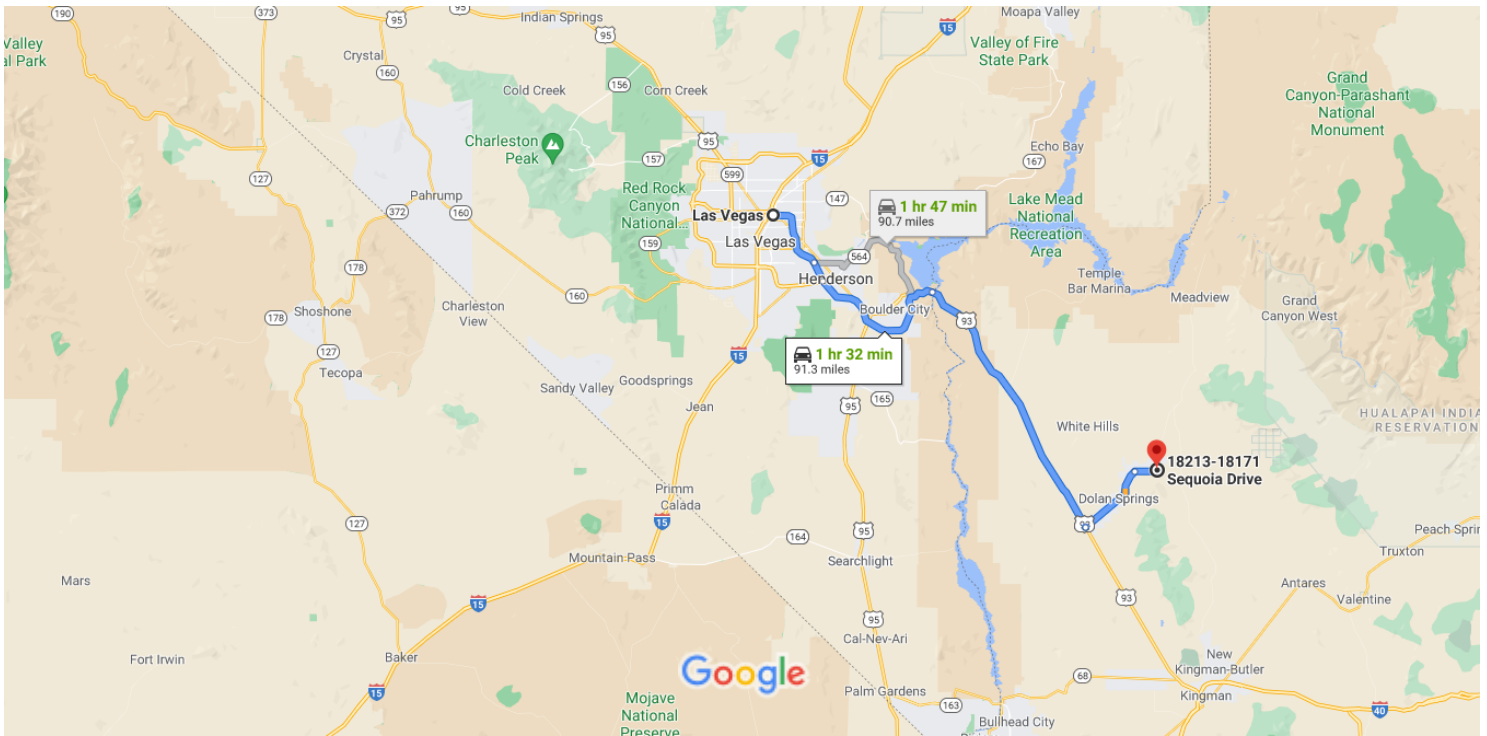 190
373
95
95
Indian Springs
Moapa Valley
15
95
Valley
al Park
Crystal
160
Valley of Fire
State Park
Cold Creek
156
Corn Creek
Grand
Canyon-Parashant
National
Monument
Charleston
Peak
95
157
15
599
Echo Bay
167
127
Pahrump
372
160
Red Rock
Canyon
National...
147
1 hr 47 min
90.7 miles
Lake Mead
National
Recreation
Area
Las Vegas
Las Vegas
159
564
Henderson
178
160
Temple
Bar Marina
Meadview
Grand
Canyon West
178
Shoshone
Charleston
View
Boulder City
93
127
Tecopa
15
1 hr 32 min
91.3 miles
Sandy Valley
Goodsprings
Jean
95
165
HUALAPAI INDIA
RESERVATION
White Hills
18213-18171
Sequoia Drive
Dolan Springs
93
Primm
Calada
15
127
164
95
Searchlight
Peach Sprin
Truxton
Mountain Pass
Mars
15
93
Antares
Valentine
95
Cal-Nev-Ari
Fort Irwin
Baker
Google
New
Kingman-Butler
68
Kingman
15
Mojave
National
Preserve
Palm Gardens
163
Bullhead City
40